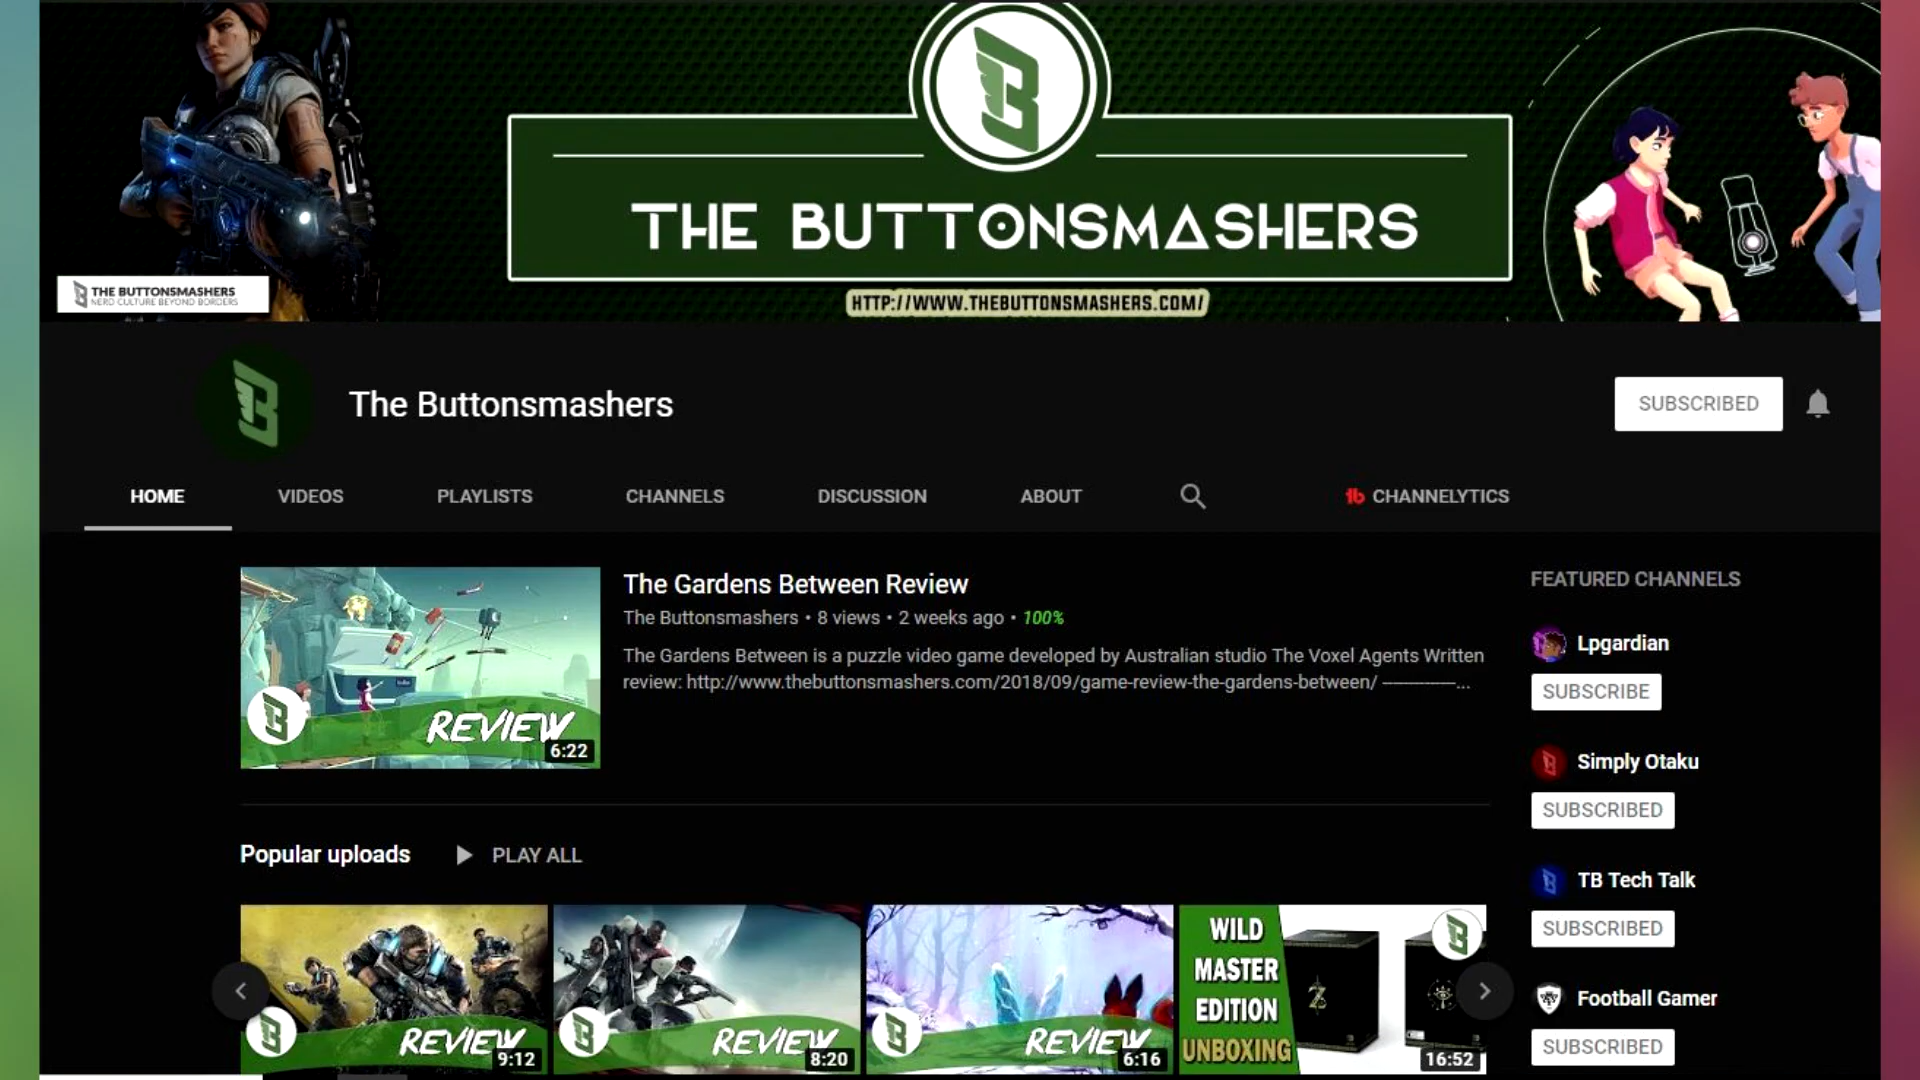 THE BUTTONSMASHERS
HTTP://WWW.THEBUTTONSMASHERS.COM/
THE BUTTONSMASHERS
NERD CULTURE BEYOND BORDERS
The Buttonsmashers
SUBSCRIBED
HOME VIDEOS PLAYLISTS CHANNELS DISCUSSION ABOUT CHANNELYTICS
REVIEW
6:22
The Gardens Between Review
The Buttonsmashers • 8 views • 2 weeks ago • 100%
The Gardens Between is a puzzle video game developed by Australian studio The Voxel Agents Written
review: http://www.thebuttonsmashers.com/2018/09/game-review-the-gardens-between/ ————...
FEATURED CHANNELS
Lpgardian
SUBSCRIBE
Simply Otaku
SUBSCRIBED
TB Tech Talk
SUBSCRIBED
Football Gamer
SUBSCRIBED
Popular uploads PLAY ALL
REVIEW
9:12
REVIEW
8:20
REVIEW
6:16
WILD
MASTER
EDITION
UNBOXING
Z
16:52